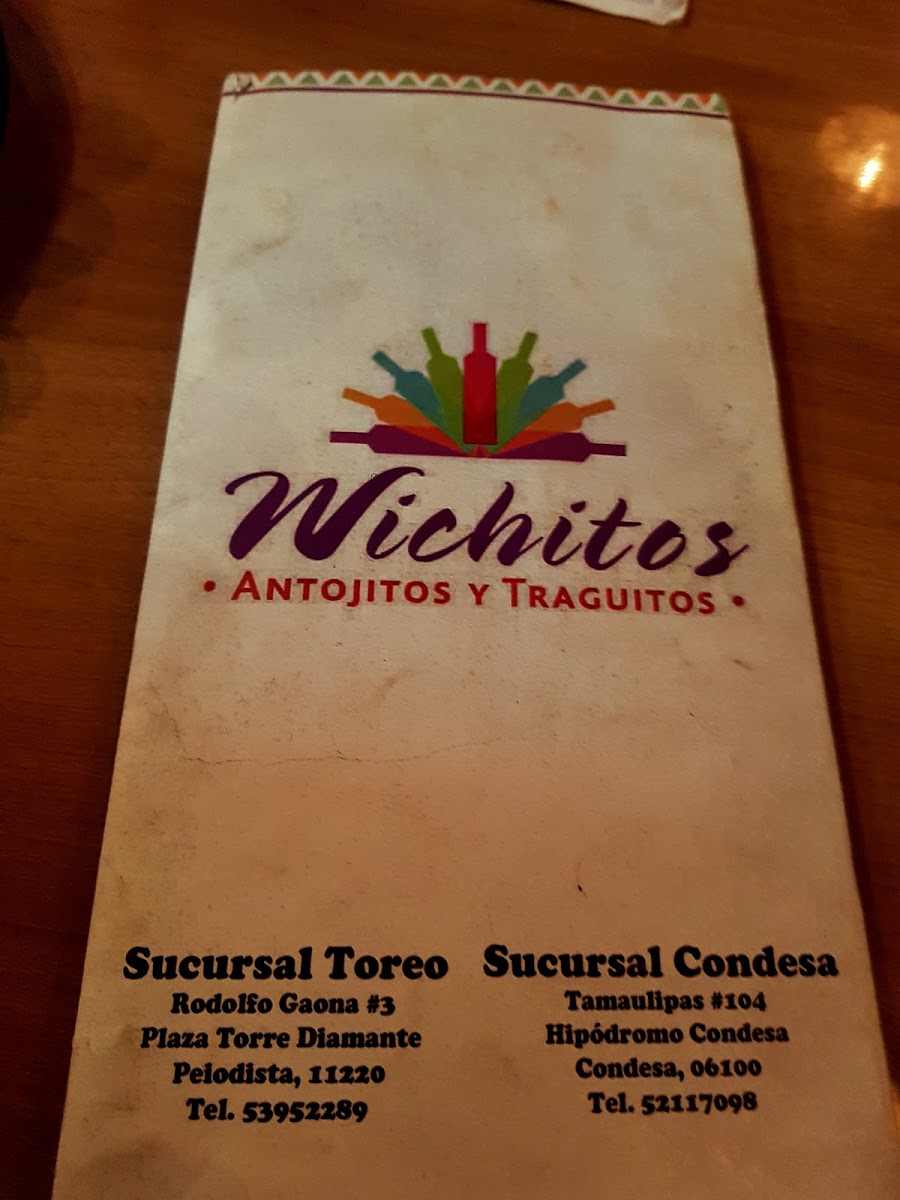 Wichitos
• ANTOJITOS Y TRAGUITOS •
Sucursal Toreo
Rodolfo Gaona #3
Plaza Torre Diamante
Peiodista, 11220
Tel. 53952289
Sucursal Condesa
Tamaulipas #104
Hipódromo Condesa
Condesa, 06100
Tel. 52117098